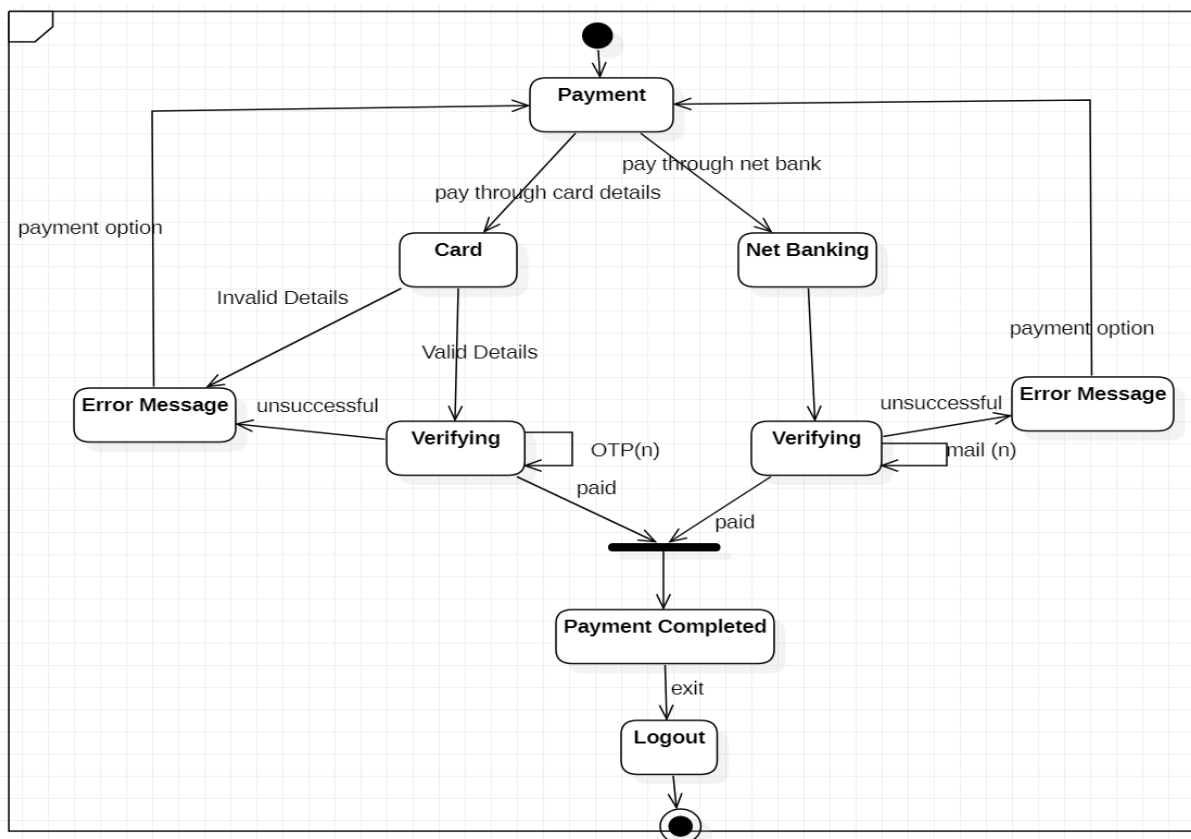 Payment
pay through net bank
pay through card details
payment option
Card
Net Banking
Invalid Details
payment option
Valid Details
Error Message
unsuccessful
unsuccessful
Error Message
Verifying
OTP(n)
Verifying
mail (n)
paid
paid
Payment Completed
exit
Logout